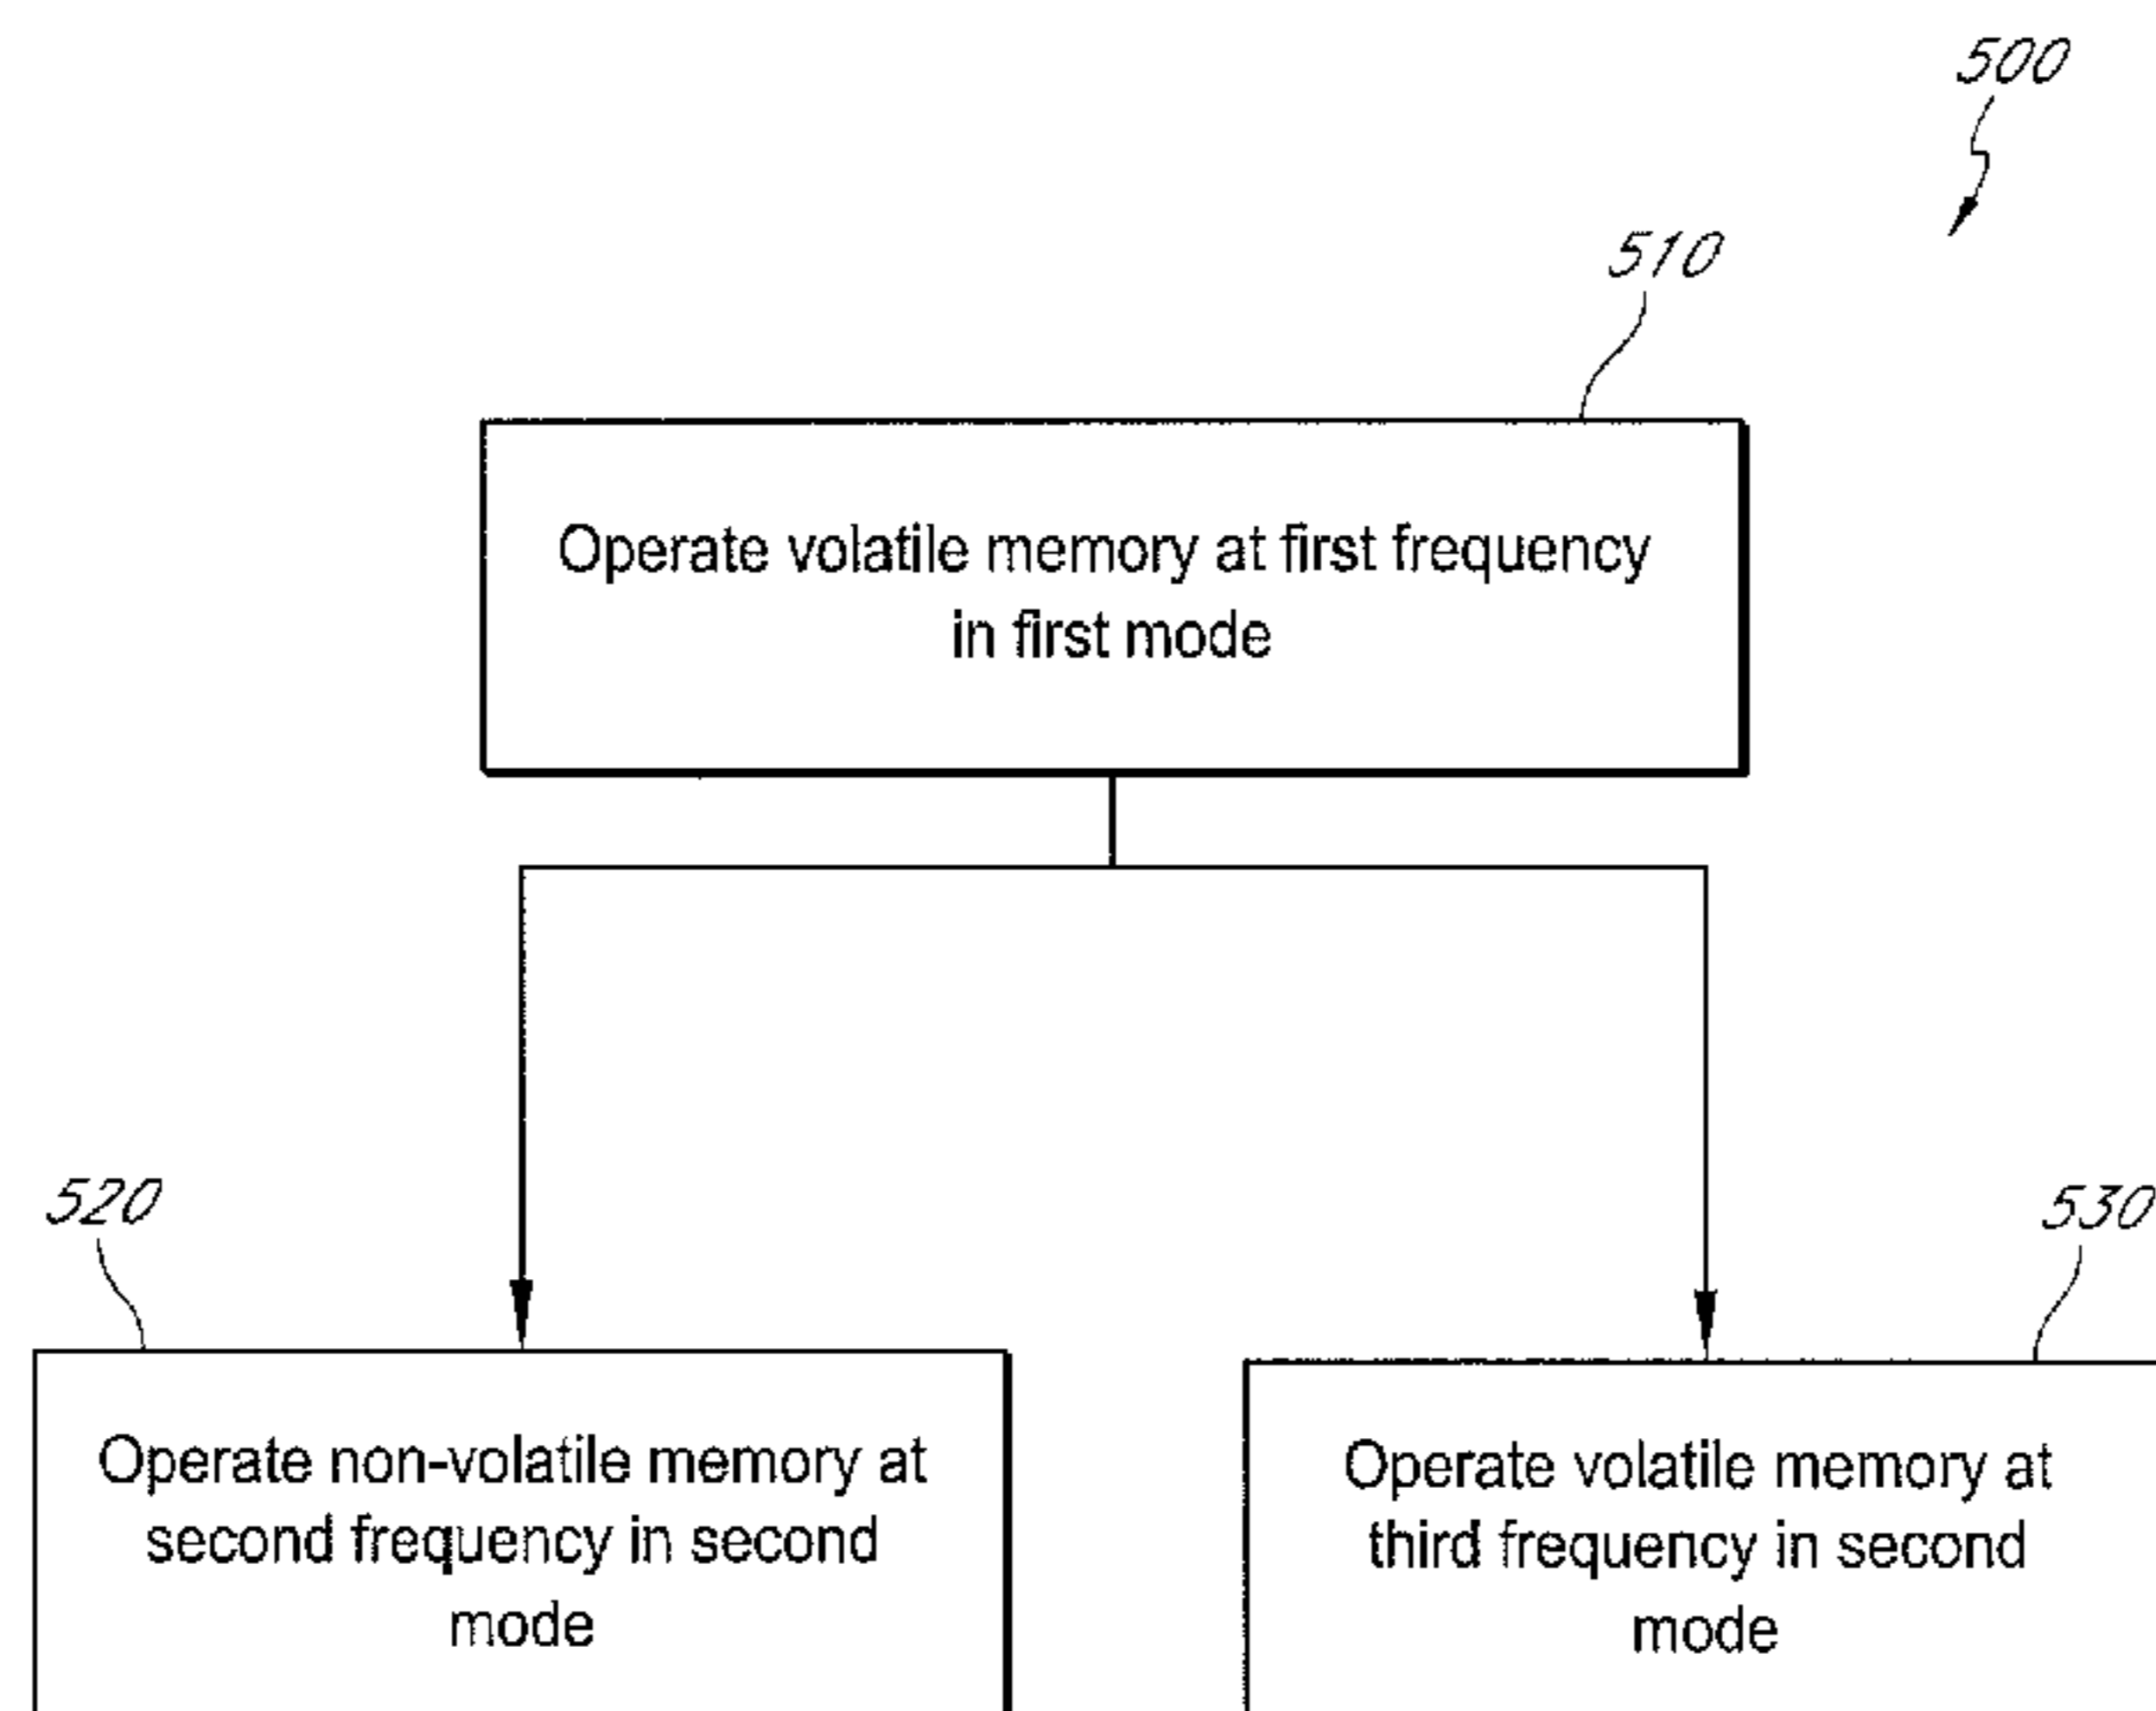 500
510
Operate volatile memory at first frequency
in first mode
520
530
Operate non-volatile memory at
second frequency in second
mode
Operate volatile memory at
third frequency in second
mode